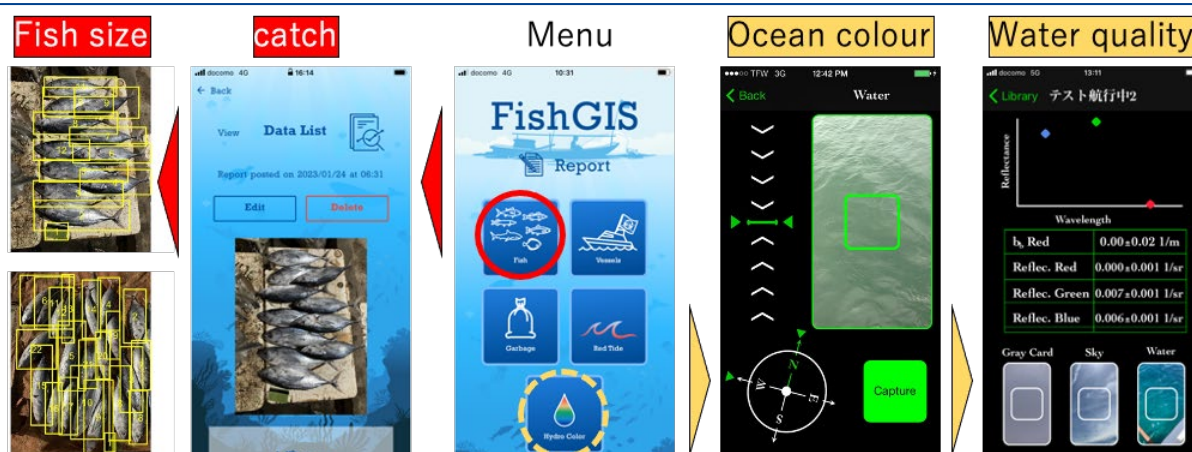 Fish size
catch
Menu
Ocean colour
Water quality
docomo 4G 16:14
← Back
View Data List
Report posted on 2023/01/24 at 06:31
Edit Delete
docomo 4G 10:31
FishGIS
Report
Fish Vessels
Garbage Red Tide
Hydro Color
TFW 3G 12:42 PM
Back Water
N
W
E
S
Capture
docomo 5G 13:11
Library テスト航行中2
Reflectance
Wavelength
b_b Red 0.00±0.02 1/m
Reflec. Red 0.000±0.001 1/sr
Reflec. Green 0.007±0.001 1/sr
Reflec. Blue 0.006±0.001 1/sr
Gray Card Sky Water